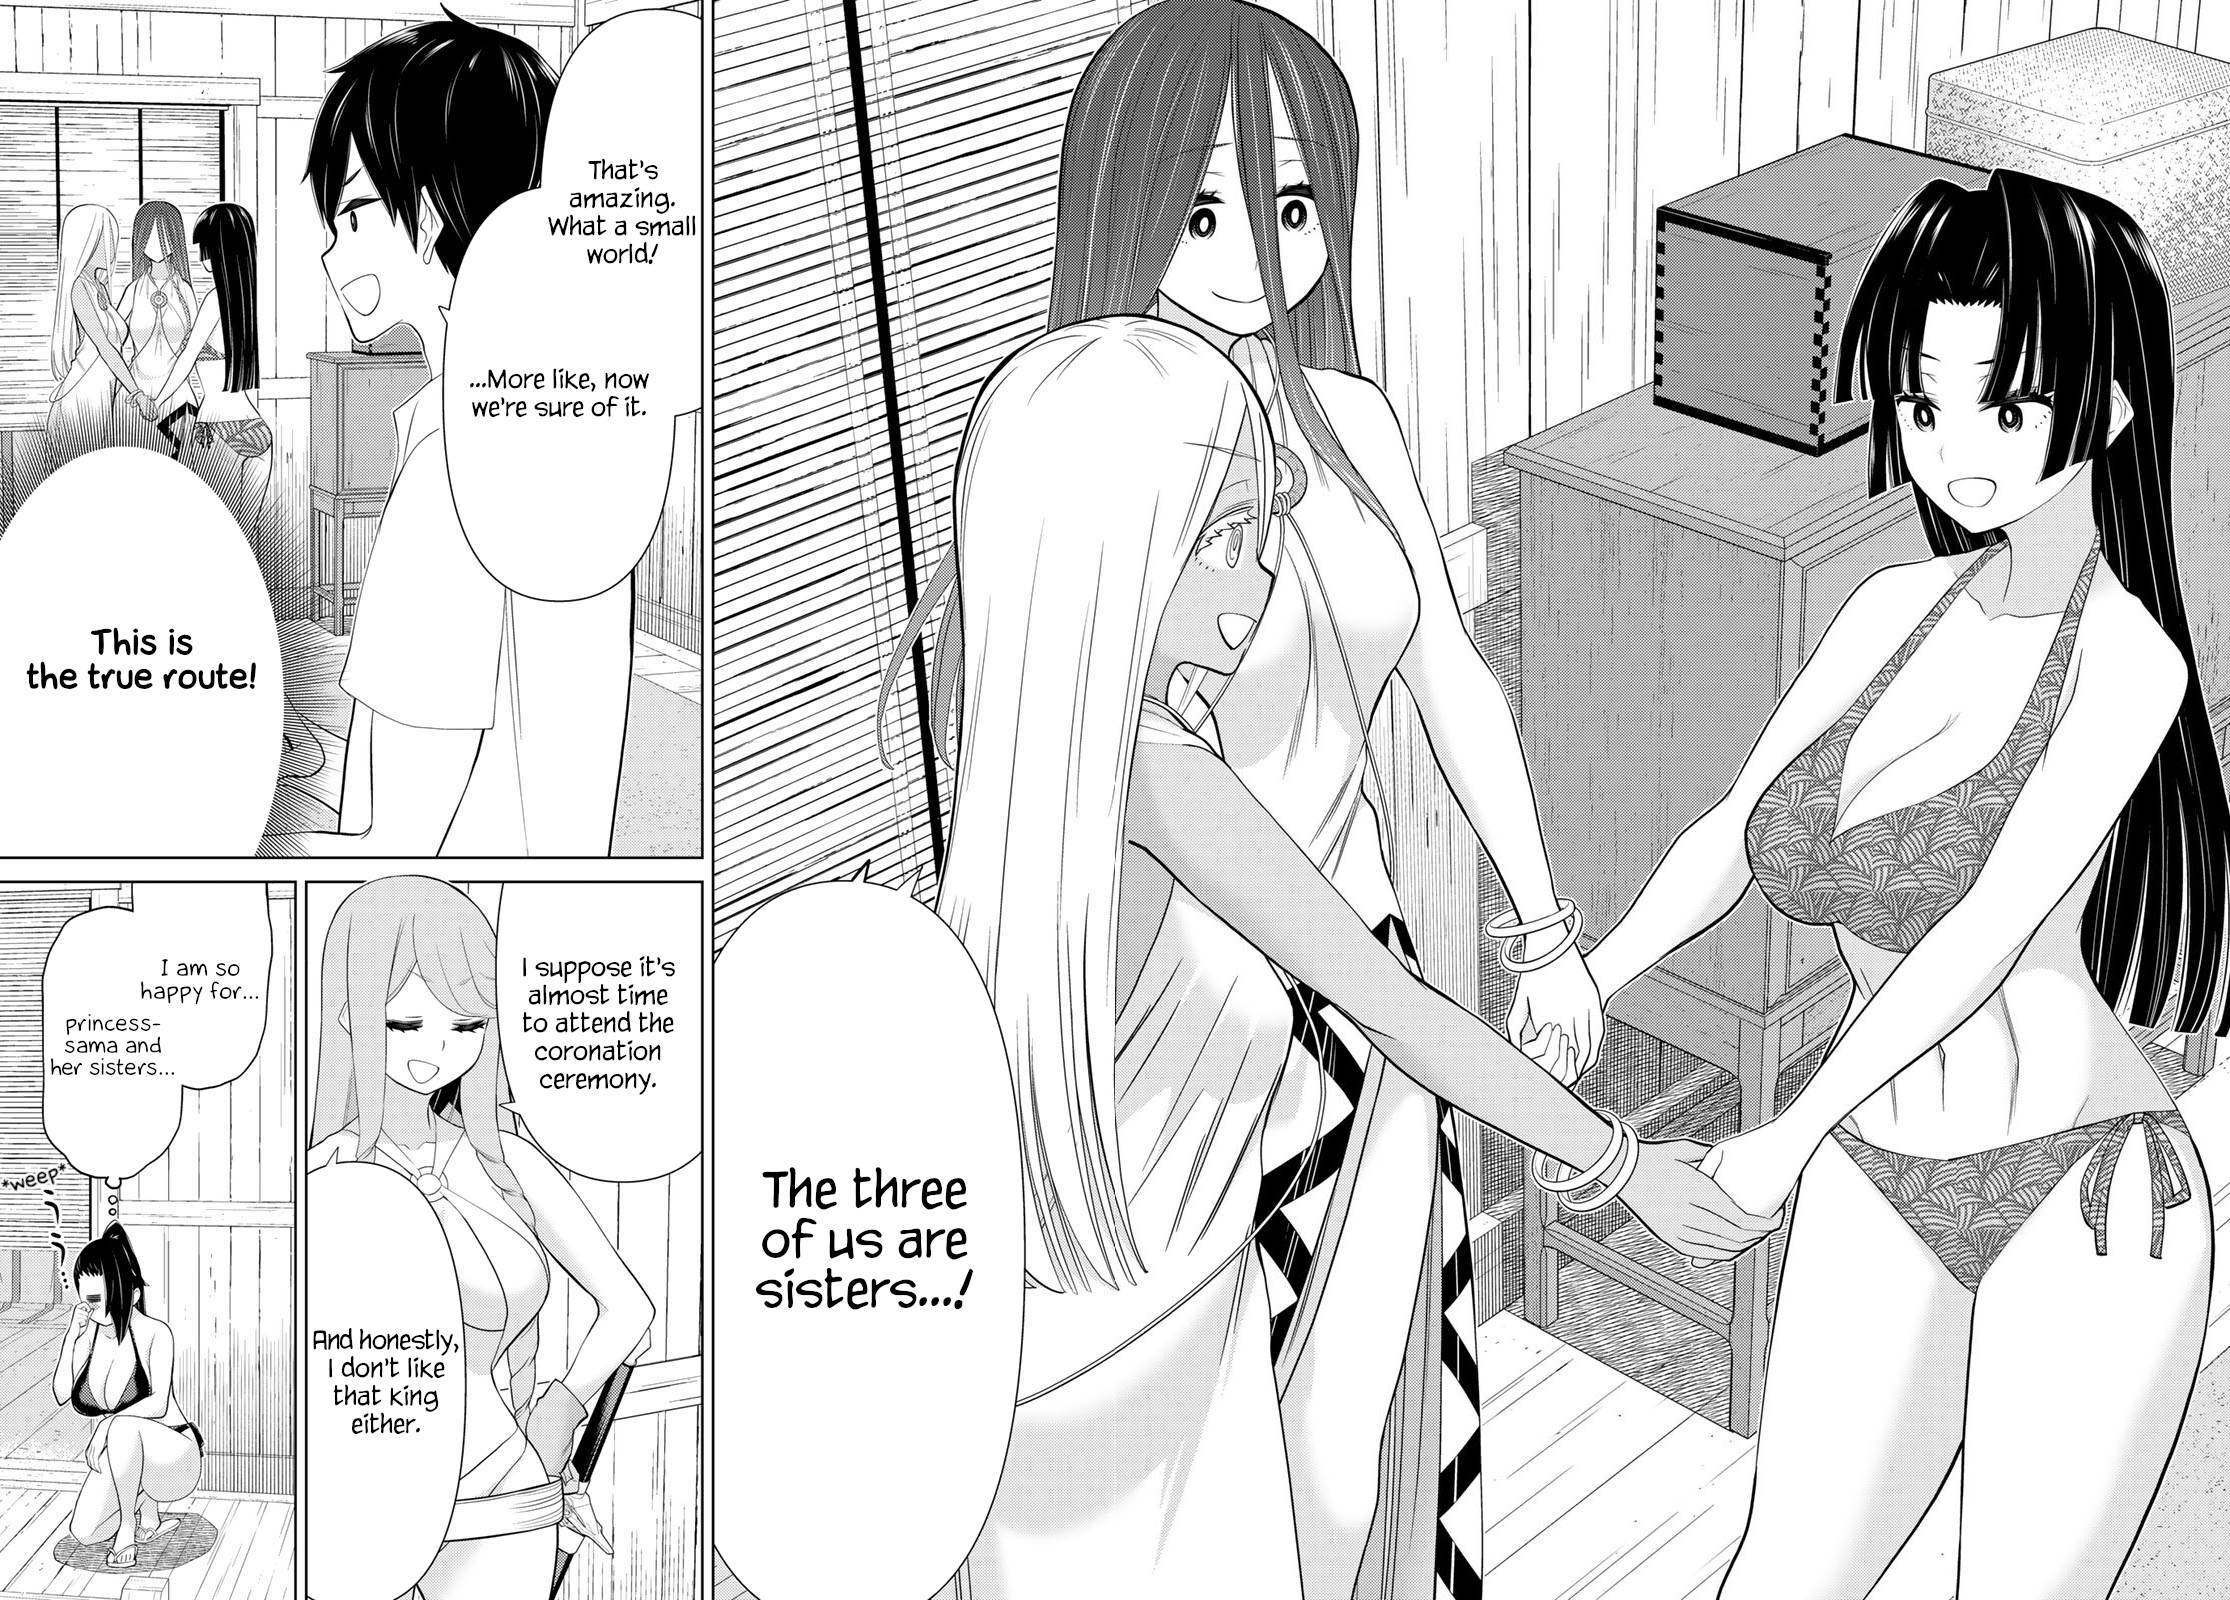 The three
of us are
sisters...!
That's
amazing.
What a small
world!
...More like, now
we're sure of it.
This is
the true route!
I suppose it's
almost time
to attend the
coronation
ceremony.
And honestly,
I don't like
that king
either.
I am so
happy for...
princess-
sama and
her sisters...
*weep*